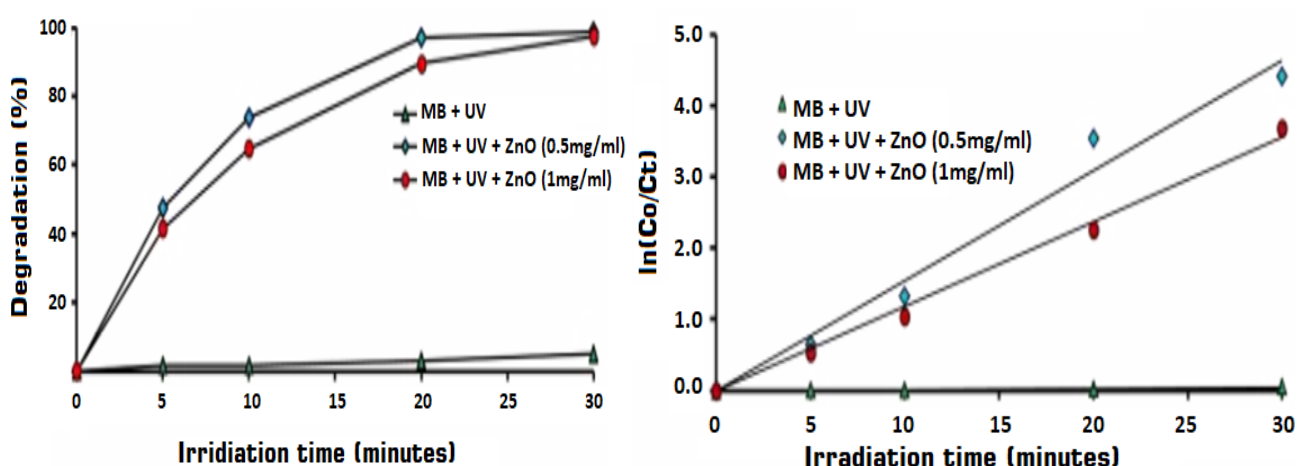 100
80
60
40
20
0 5 10 15 20 25 30
Degradation (%)
Irridiation time (minutes)
MB + UV
MB + UV + ZnO (0.5mg/ml)
MB + UV + ZnO (1mg/ml)
5.0
4.0
3.0
2.0
1.0
0.0
0 5 10 15 20 25 30
In(Co/Ct)
Irradation time (minutes)
MB + UV
MB + UV + ZnO (0.5mg/ml)
MB + UV + ZnO (1mg/ml)